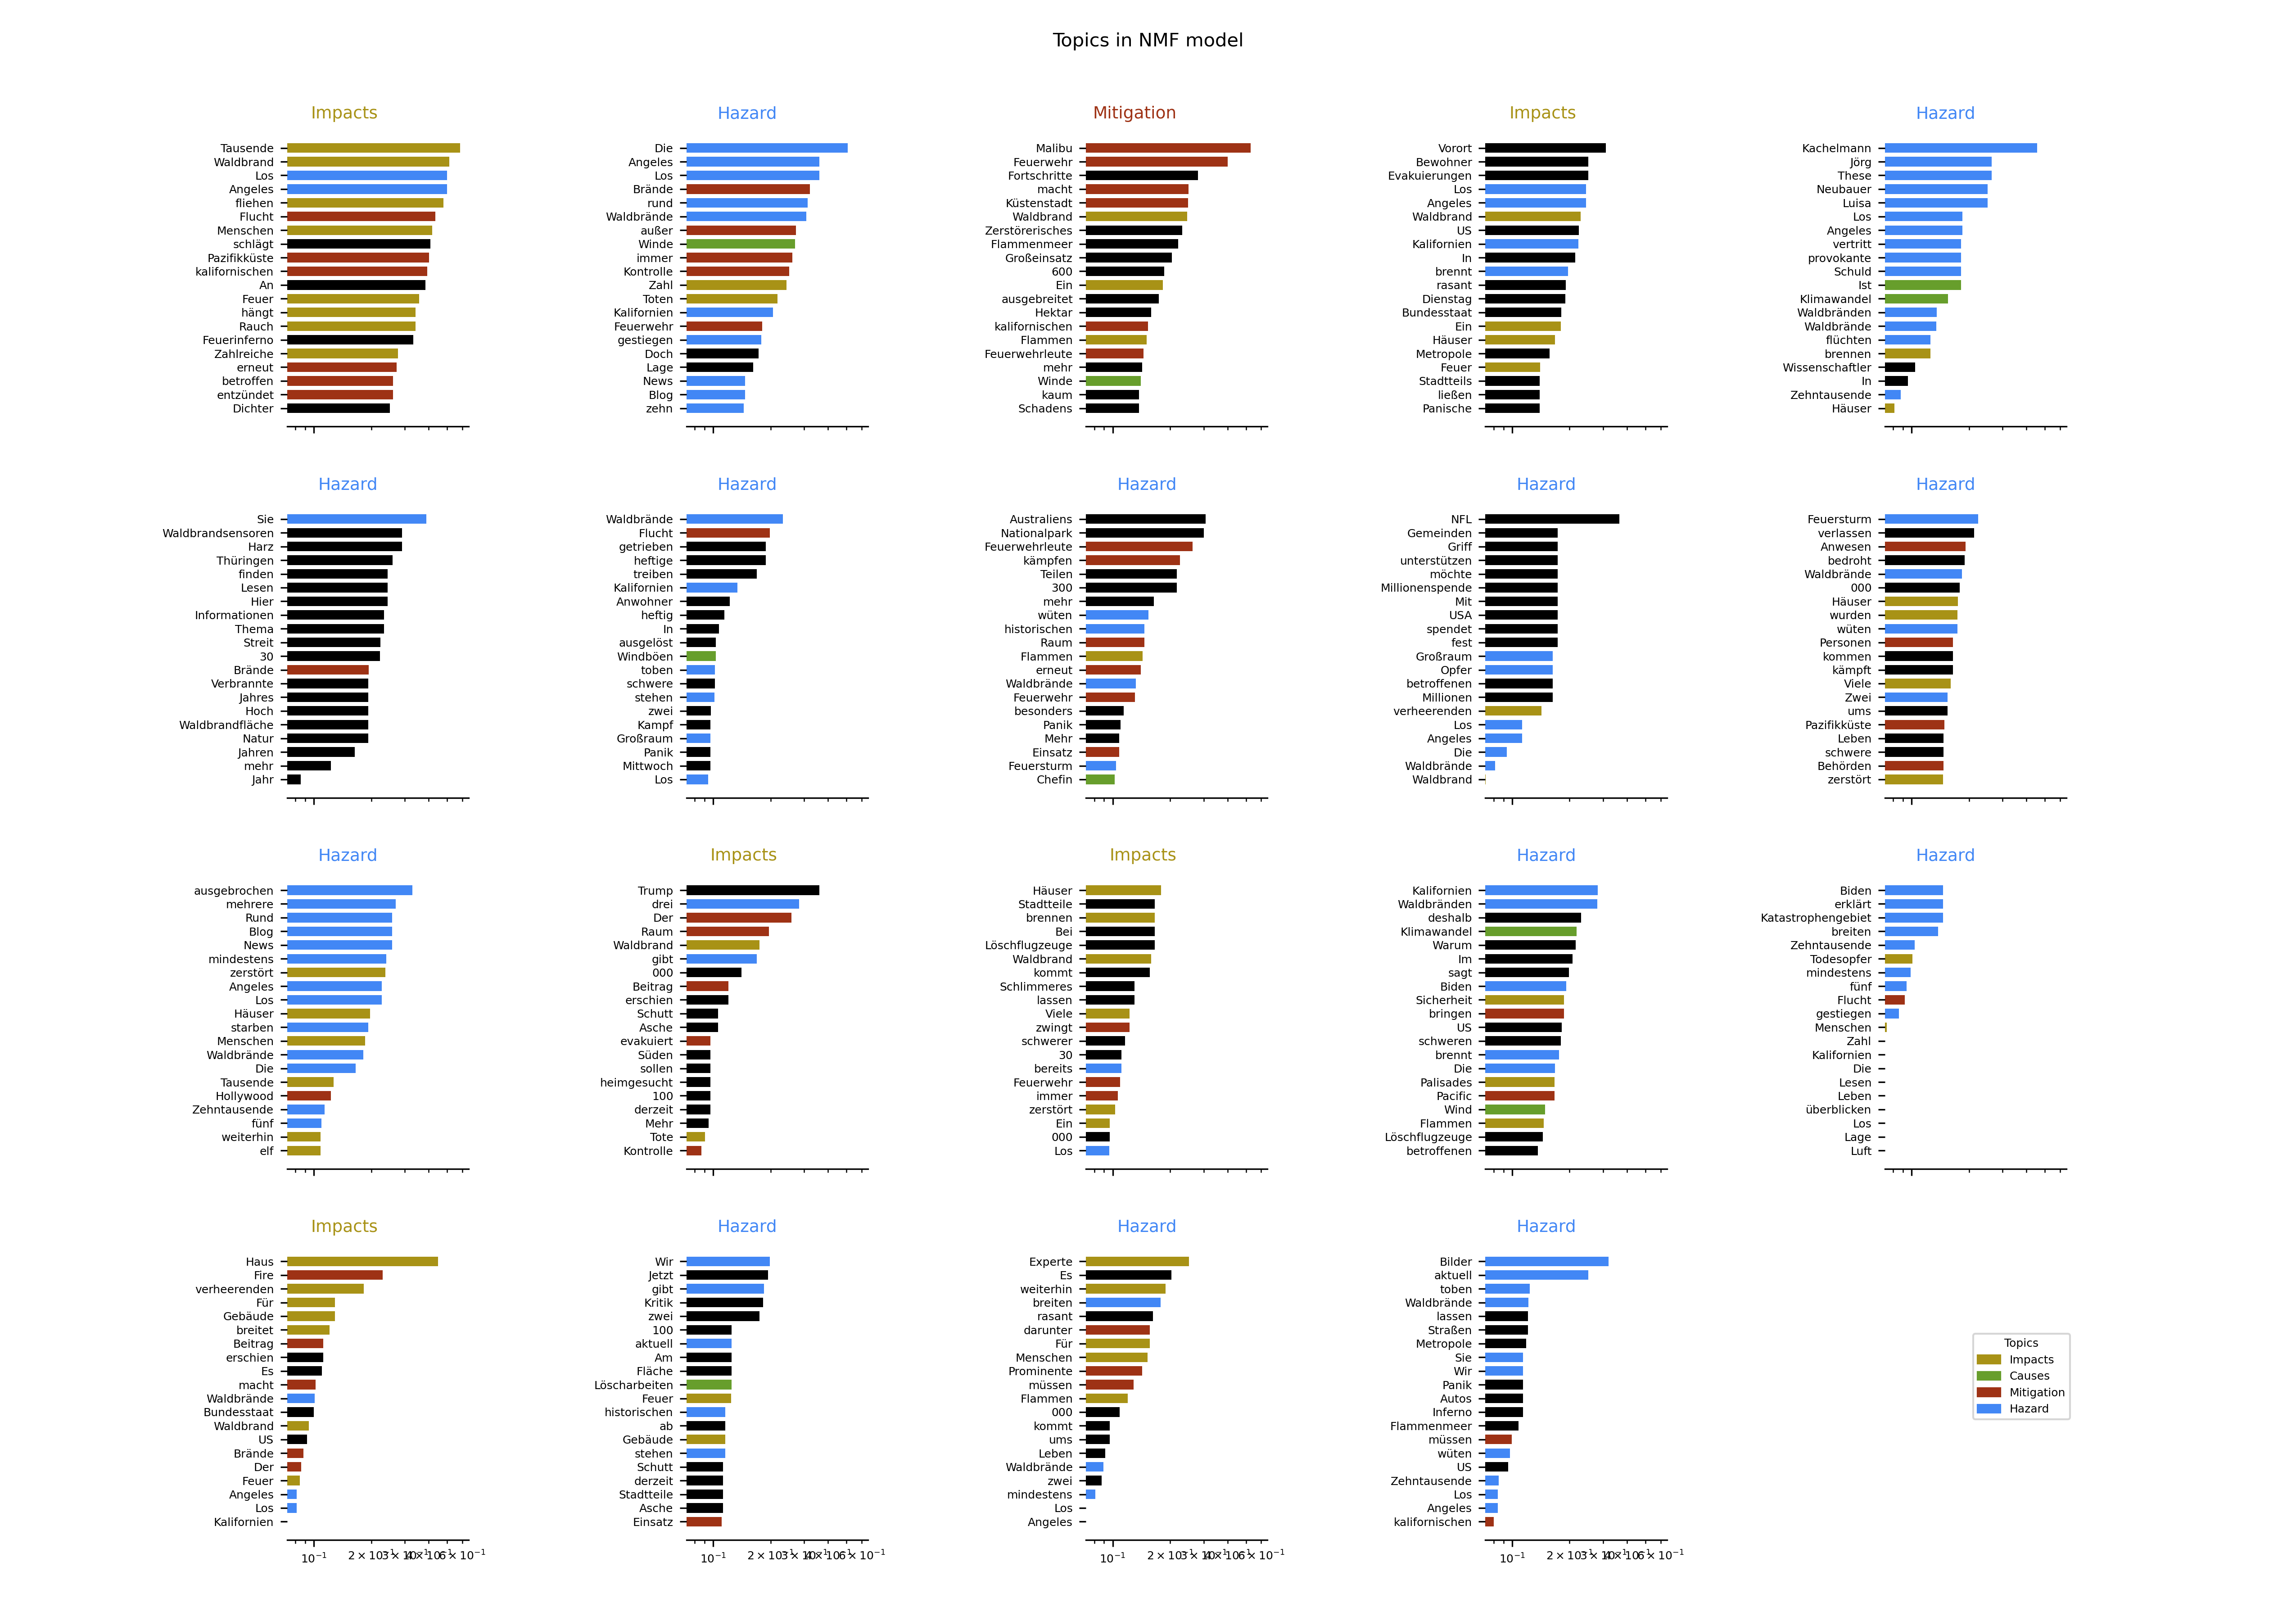 Topics in NMF model
Impacts
Tausende
Waldbrand
Los
Angeles
fliehen
Flucht
Menschen
schlägt
Pazifikküste
kalifornischen
An
Feuer
hängt
Rauch
Feuerinferno
Zahlreiche
erneut
betroffen
entzündet
Dichter
Hazard
Die
Angeles
Los
Brände
rund
Waldbrände
außer
Winde
immer
Kontrolle
Zahl
Toten
Kalifornien
Feuerwehr
gestiegen
Doch
Lage
News
Blog
zehn
Mitigation
Malibu
Feuerwehr
Fortschritte
macht
Küstenstadt
Waldbrand
Zerstörerisches
Flammenmeer
Großeinsatz
600
Ein
ausgebreitet
Hektar
kalifornischen
Flammen
Feuerwehrleute
mehr
Winde
kaum
Schadens
Impacts
Vorort
Bewohner
Evakuierungen
Los
Angeles
Waldbrand
US
Kalifornien
In
brennt
rasant
Dienstag
Bundesstaat
Ein
Häuser
Metropole
Feuer
Stadtteils
ließen
Panische
Hazard
Kachelmann
Jörg
These
Neubauer
Luisa
Los
Angeles
vertritt
provokante
Schuld
Ist
Klimawandel
Waldbränden
Waldbrände
flüchten
brennen
Wissenschaftler
In
Zehntausende
Häuser
Hazard
Sie
Waldbrandsensoren
Harz
Thüringen
finden
Lesen
Hier
Informationen
Thema
Streit
30
Brände
Verbrannte
Jahres
Hoch
Waldbrandfläche
Natur
Jahren
mehr
Jahr
Hazard
Waldbrände
Flucht
getrieben
heftige
treiben
Kalifornien
Anwohner
heftig
In
ausgelöst
Windböen
toben
schwere
stehen
zwei
Kampf
Großraum
Panik
Mittwoch
Los
Hazard
Australiens
Nationalpark
Feuerwehrleute
kämpfen
Teilen
300
mehr
wüten
historischen
Raum
Flammen
erneut
Waldbrände
Feuerwehr
besonders
Panik
Mehr
Einsatz
Feuersturm
Chefin
Hazard
NFL
Gemeinden
Griff
unterstützen
möchte
Millionenspende
Mit
USA
spendet
fest
Großraum
Opfer
betroffenen
Millionen
verheerenden
Los
Angeles
Die
Waldbrände
Waldbrand
Hazard
Feuersturm
verlassen
Anwesen
bedroht
Waldbrände
000
Häuser
wurden
wüten
Personen
kommen
kämpft
Viele
Zwei
ums
Pazifikküste
Leben
schwere
Behörden
zerstört
Hazard
ausgebrochen
mehrere
Rund
Blog
News
mindestens
zerstört
Angeles
Los
Häuser
starben
Menschen
Waldbrände
Die
Tausende
Hollywood
Zehntausende
fünf
weiterhin
elf
Impacts
Trump
drei
Der
Raum
Waldbrand
gibt
000
Beitrag
erschien
Schutt
Asche
evakuiert
Süden
sollen
heimgesucht
100
derzeit
Mehr
Tote
Kontrolle
Impacts
Häuser
Stadtteile
brennen
Bei
Löschflugzeuge
Waldbrand
kommt
Schlimmeres
lassen
Viele
zwingt
schwerer
30
bereits
Feuerwehr
immer
zerstört
Ein
000
Los
Hazard
Kalifornien
Waldbränden
deshalb
Klimawandel
Warum
Im
sagt
Biden
Sicherheit
bringen
US
schweren
brennt
Die
Palisades
Pacific
Wind
Flammen
Löschflugzeuge
betroffenen
Hazard
Biden
erklärt
Katastrophengebiet
breiten
Zehntausende
Todesopfer
mindestens
fünf
Flucht
gestiegen
Menschen
Zahl
Kalifornien
Die
Lesen
Leben
überblicken
Los
Lage
Luft
Impacts
Haus
Fire
verheerenden
Für
Gebäude
breitet
Beitrag
erschien
Es
macht
Waldbrände
Bundesstaat
Waldbrand
US
Brände
Der
Feuer
Angeles
Los
Kalifornien
10⁻¹
Hazard
Wir
Jetzt
gibt
Kritik
zwei
100
aktuell
Am
Fläche
Löscharbeiten
Feuer
historischen
ab
Gebäude
stehen
Schutt
derzeit
Stadtteile
Asche
Einsatz
10⁻¹
Hazard
Experte
Es
weiterhin
breiten
rasant
darunter
Für
Menschen
Prominente
müssen
Flammen
000
kommt
ums
Leben
Waldbrände
zwei
mindestens
Los
Angeles
10⁻¹
Hazard
Bilder
aktuell
toben
Waldbrände
lassen
Straßen
Metropole
Sie
Wir
Panik
Autos
Inferno
Flammenmeer
müssen
wüten
US
Zehntausende
Los
Angeles
kalifornischen
10⁻¹
Topics
Impacts
Causes
Mitigation
Hazard